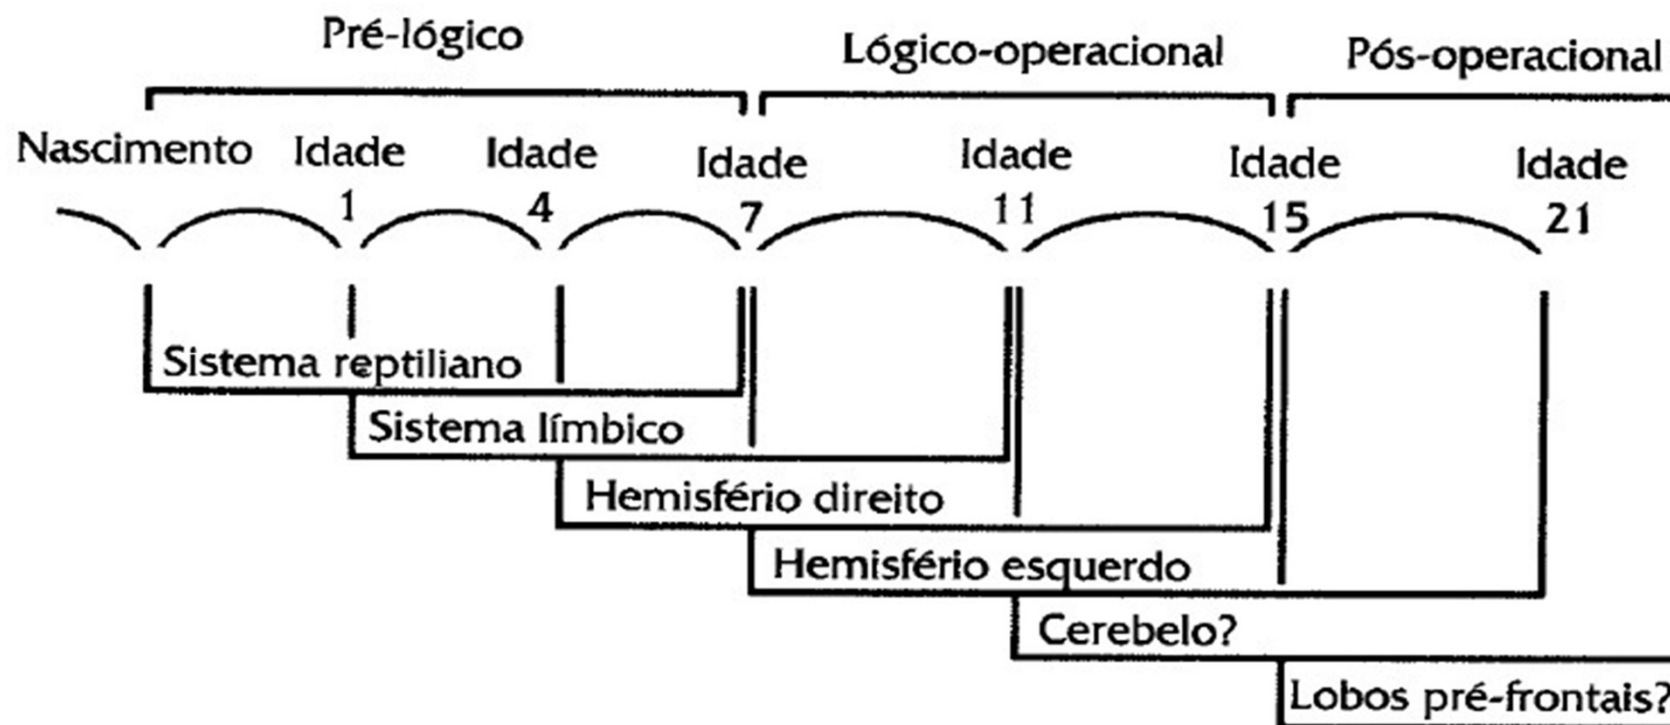 Pré-lógico
Lógico-operacional
Pós-operacional
Nascimento
Idade
1
Idade
4
Idade
7
Idade
11
Idade
15
Idade
21
Sistema reptiliano
Sistema límbico
Hemisfério direito
Hemisfério esquerdo
Cerebelo?
Lobos pré-frontais?